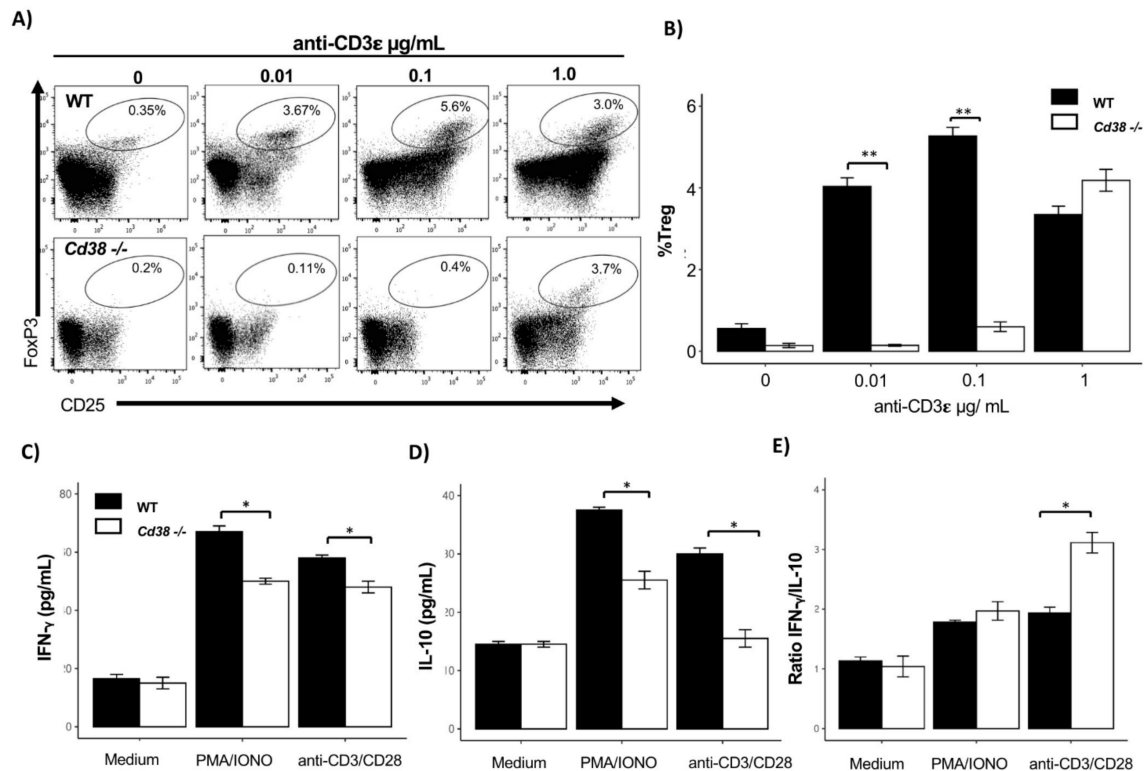 A)
anti-CD3ε µg/mL
0 0.01 0.1 1.0
WT
0.35% 3.67% 5.6% 3.0%
Cd38 -/-
0.2% 0.11% 0.4% 3.7%
FoxP3
CD25
B)
WT
Cd38 -/-
**
**
%Treg
6
4
2
0
0 0.01 0.1 1
anti-CD3ε µg/ mL
C)
WT
Cd38 -/-
*
*
IFN-γ (pg/mL)
80
60
40
20
0
Medium PMA/IONO anti-CD3/CD28
D)
*
*
IL-10 (pg/mL)
40
30
20
10
0
Medium PMA/IONO anti-CD3/CD28
E)
*
Ratio IFN-γ/IL-10
4
3
2
1
0
Medium PMA/IONO anti-CD3/CD28